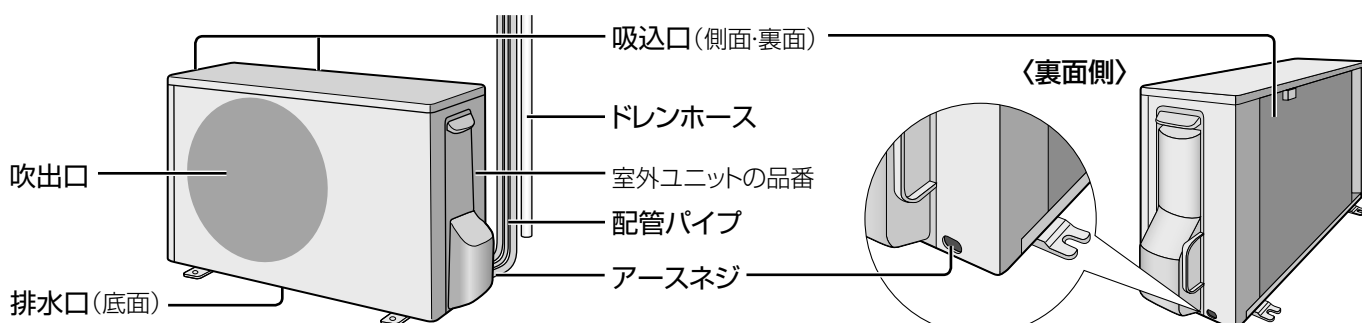 吸込口(側面･裏面)
〈裏面側〉
ドレンホース
吹出口
室外ユニットの品番
配管パイプ
アースネジ
排水口(底面)